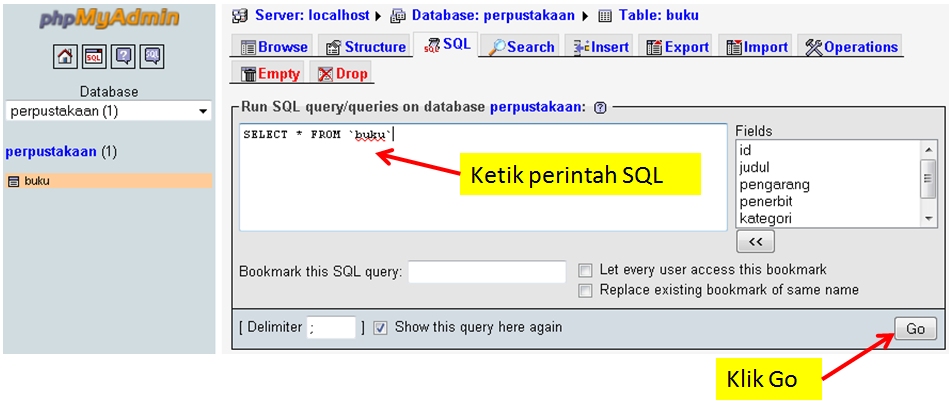 phpMyAdmin
SQL
Database
perpustakaan (1)
perpustakaan (1)
buku
Server: localhost Database: perpustakaan Table: buku
Browse Structure SQL Search Insert Export Import Operations
Empty Drop
Run SQL query/queries on database perpustakaan:
SELECT * FROM `buku`
Ketik perintah SQL
Fields
id
judul
pengarang
penerbit
kategori
<<
Bookmark this SQL query:
Let every user access this bookmark
Replace existing bookmark of same name
[ Delimiter ; ] Show this query here again
Go
Klik Go